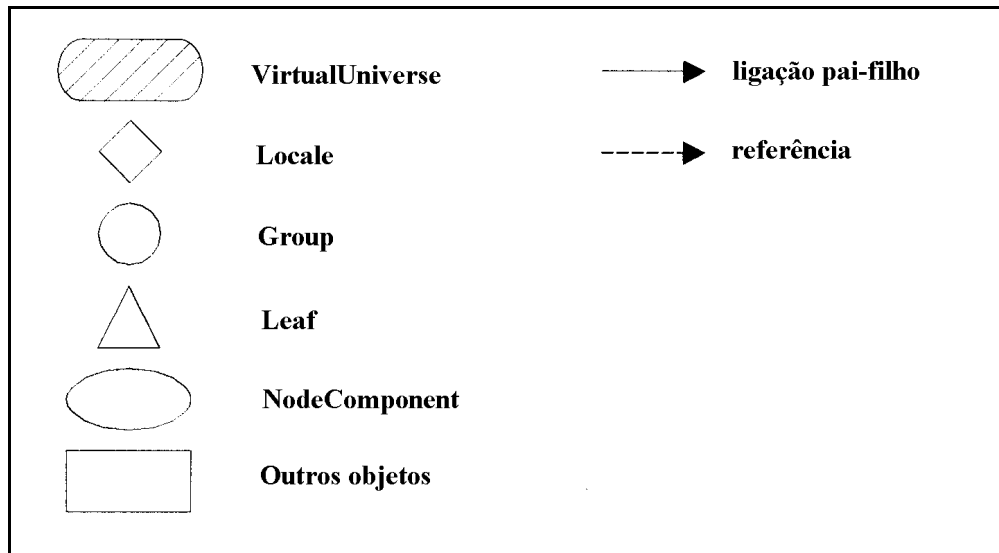 VirtualUniverse
ligação pai-filho
Locale
referência
Group
Leaf
NodeComponent
Outros objetos